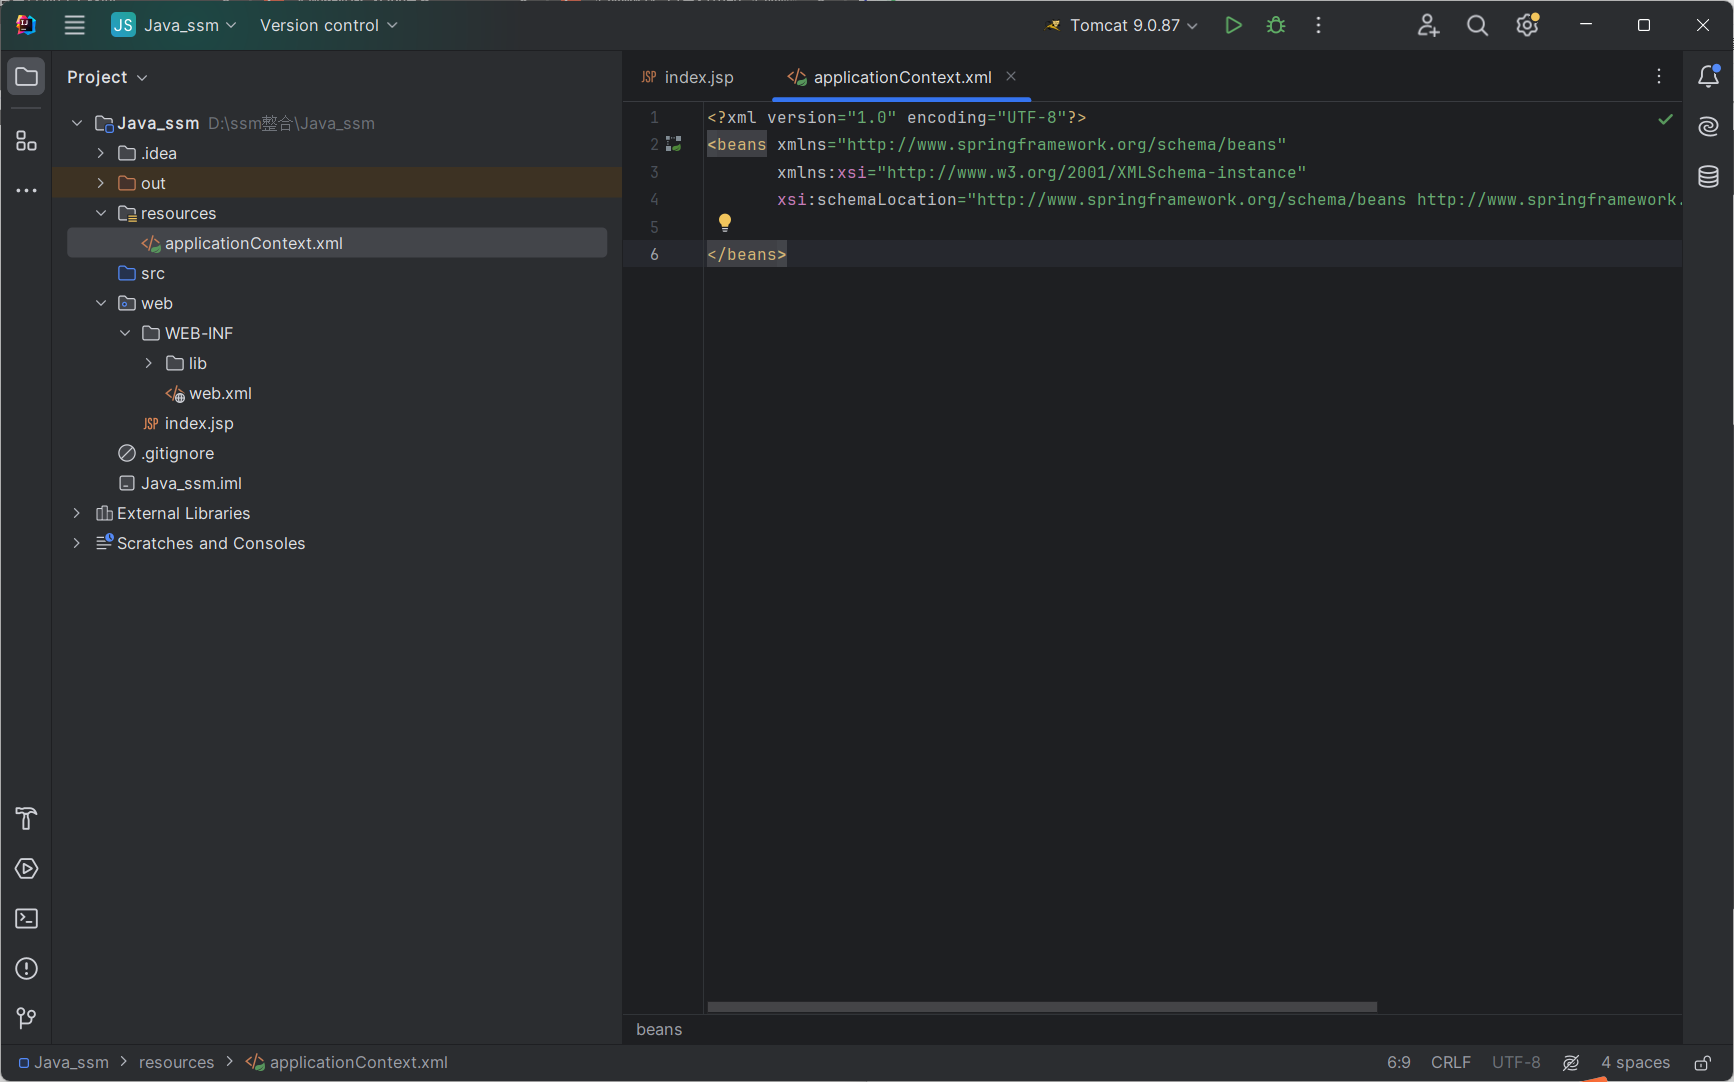 JS Java_ssm Version control Tomcat 9.0.87
Project
index.jsp applicationContext.xml
Java_ssm D:\ssm整合\Java_ssm
.idea
out
resources
applicationContext.xml
src
web
WEB-INF
lib
web.xml
JSP index.jsp
.gitignore
Java_ssm.iml
External Libraries
Scratches and Consoles
1 <?xml version="1.0" encoding="UTF-8"?>
2 <beans xmlns="http://www.springframework.org/schema/beans"
3 xmlns:xsi="http://www.w3.org/2001/XMLSchema-instance"
4 xsi:schemaLocation="http://www.springframework.org/schema/beans http://www.springframework.
5
6 </beans>
beans
Java_ssm resources applicationContext.xml 6:9 CRLF UTF-8 4 spaces